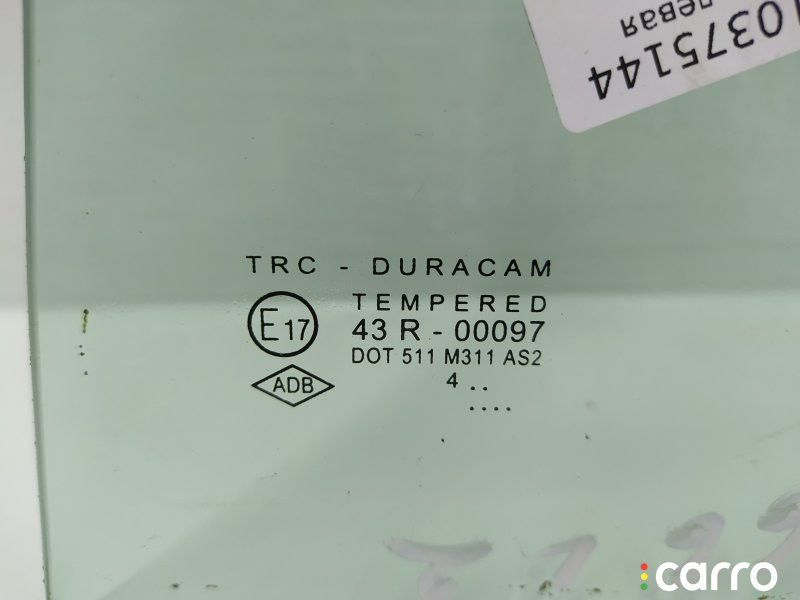 10375144
левая
TRC - DURACAM
TEMPERED
E17
43 R - 00097
DOT 511 M311 AS2
ADB
4 ..
....
carro